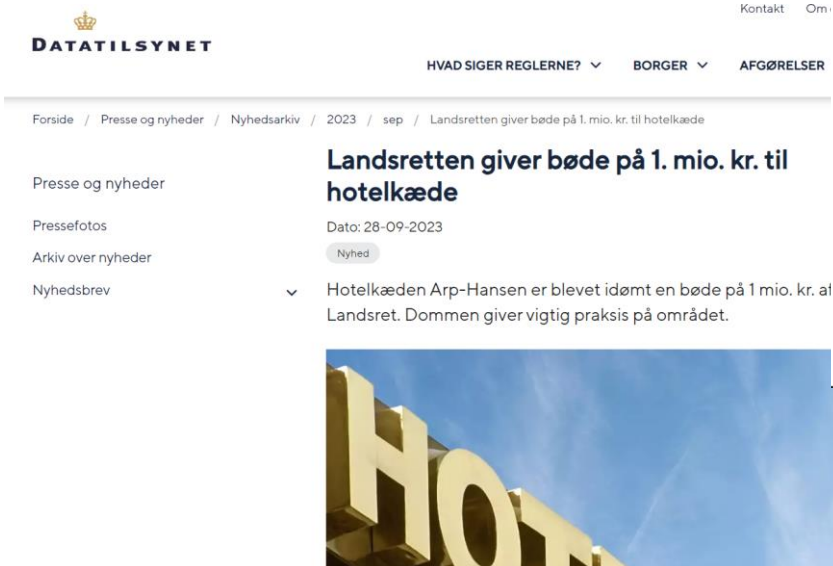 Kontakt Om
DATATILSYNET
HVAD SIGER REGLERNE? BORGER AFGØRELSER
Forside / Presse og nyheder / Nyhedsarkiv / 2023 / sep / Landsretten giver bøde på 1. mio. kr. til hotelkæde
Presse og nyheder
Pressefotos
Arkiv over nyheder
Nyhedsbrev
Landsretten giver bøde på 1. mio. kr. til
hotelkæde
Dato: 28-09-2023
Nyhed
Hotelkæden Arp-Hansen er blevet idømt en bøde på 1 mio. kr. af
Landsret. Dommen giver vigtig praksis på området.
HOT